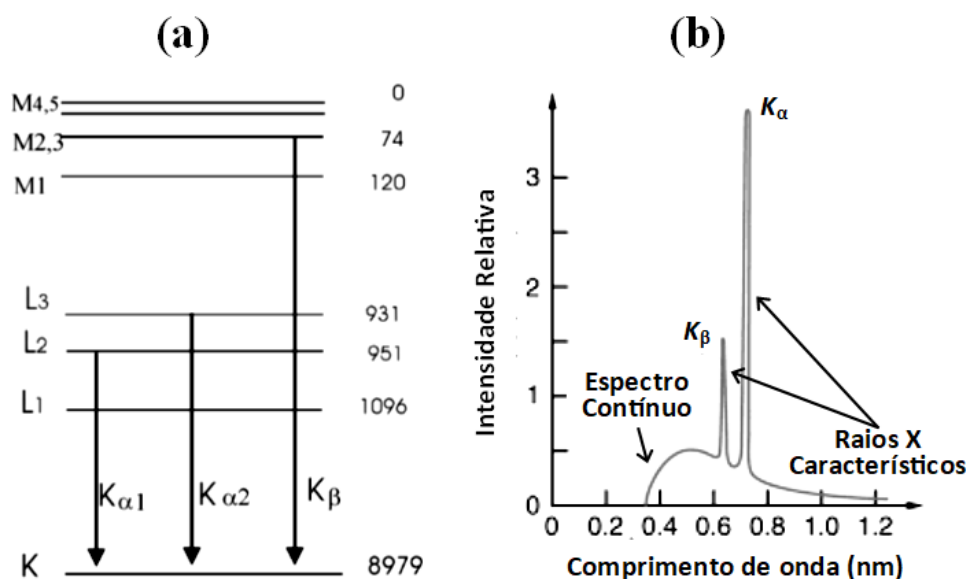 (a)
M4,5
0
M2,3
74
M1
120
L3
931
L2
951
L1
1096
Kα1
Kα2
Kβ
K
8979
(b)
Intensidade Relativa
3
2
1
0
Kα
Kβ
Espectro
Contínuo
Raios X
Característicos
0
0.2
0.4
0.6
0.8
1.0
1.2
Comprimento de onda (nm)